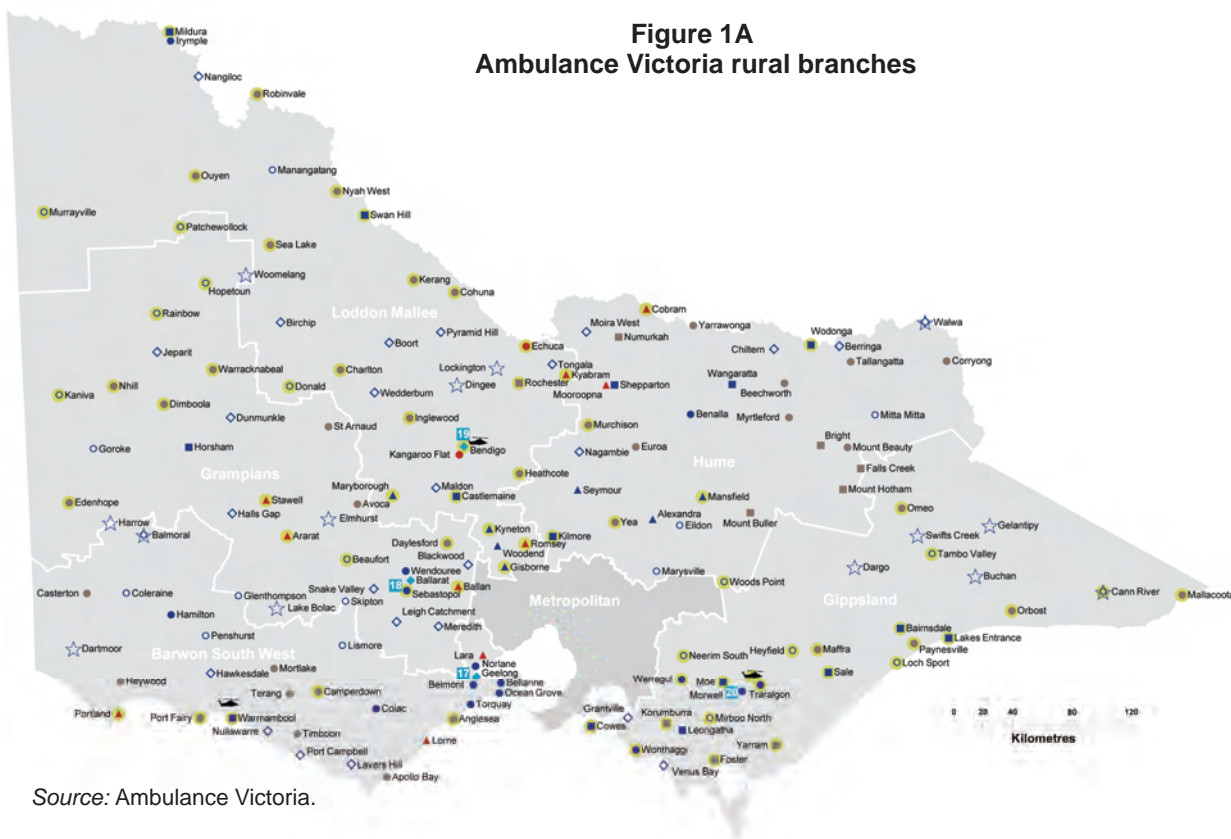 Figure 1A
Ambulance Victoria rural branches
Mildura
Irymple
Nangiloc
Robinvale
Ouyen
Manangatang
Nyah West
Murrayville
Swan Hill
Patchewollock
Sea Lake
Woomelang
Hopetoun
Kerang
Cohuna
Loddon Mallee
Rainbow
Birchip
Pyramid Hill
Boort
Jeparit
Cobram
Moira West
Numurkah
Yarrawonga
Wodonga
Walwa
Chiltern
Berringa
Tallangatta
Corryong
Echuca
Lockington
Tongala
Warracknabeal
Charlton
Rochester
Kyabram
Dingee
Mooroopna
Shepparton
Wangaratta
Beechworth
Nhill
Donald
Wedderburn
Kaniva
Dimboola
Dunmunkle
Inglewood
St Arnaud
Murchison
Benalla
Myrtleford
Mitta Mitta
19
Bendigo
Kangaroo Flat
Goroke
Horsham
Nagambie
Euroa
Bright
Mount Beauty
Grampians
Hume
Falls Creek
Heathcote
Maryborough
Maldon
Castlemaine
Seymour
Mansfield
Mount Hotham
Edenhope
Stawell
Avoca
Omeo
Harrow
Halls Gap
Elmhurst
Kyneton
Yea
Alexandra
Eildon
Mount Buller
Gelantipy
Balmoral
Ararat
Daylesford
Woodend
Romsey
Kilmore
Swifts Creek
Beaufort
Blackwood
Gisborne
Tambo Valley
Wendouree
Marysville
Dargo
Buchan
18
Ballarat
Ballan
Sebastopol
Woods Point
Casterton
Coleraine
Glenthompson
Snake Valley
Skipton
Metropolitan
Gippsland
Cann River
Mallacoota
Hamilton
Lake Bolac
Leigh Catchment
Meredith
Orbost
Penshurst
Lismore
Bairnsdale
Lakes Entrance
Dartmoor
Barwon South West
Lara
Norlane
Neerim South
Heyfield
Maffra
Paynesville
Loch Sport
Heywood
Hawkesdale
Mortlake
17
Geelong
Belmont
Bellarine
Ocean Grove
Warragul
Moe
Morwell
20
Traralgon
Sale
Terang
Camperdown
Colac
Torquay
Portland
Port Fairy
Warrnambool
Anglesea
Grantville
Cowes
Korumburra
Mirboo North
Leongatha
0 20 40 80 120
Kilometres
Nullawarre
Timboon
Lorne
Wonthaggi
Yarram
Port Campbell
Lavers Hill
Foster
Venus Bay
Apollo Bay
Source: Ambulance Victoria.